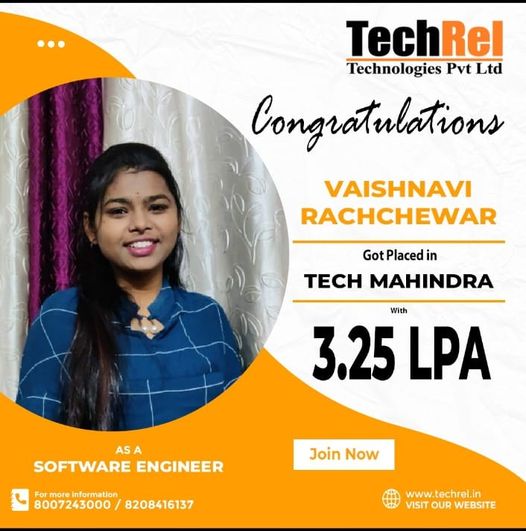 TechRel
Technologies Pvt Ltd
Congratulations
VAISHNAVI
RACHCHEWAR
Got Placed in
TECH MAHINDRA
With
3.25 LPA
AS A
SOFTWARE ENGINEER
Join Now
For more information
8007243000 / 8208416137
www.techrel.in
VISIT OUR WEBSITE